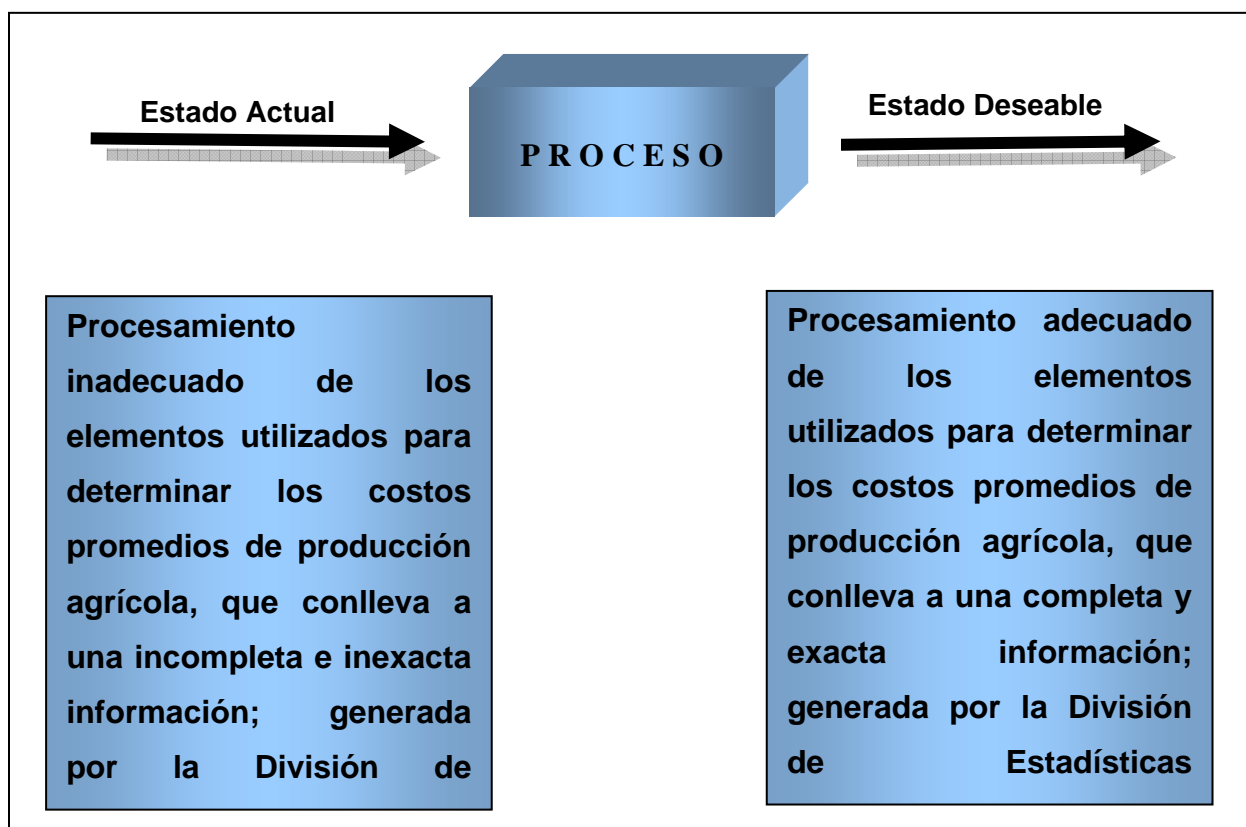 Estado Actual
PROCESO
Estado Deseable
Procesamiento
inadecuado de los
elementos utilizados para
determinar los costos
promedios de producción
agrícola, que conlleva a
una incompleta e inexacta
información; generada
por la División de
Procesamiento adecuado
de los elementos
utilizados para determinar
los costos promedios de
producción agrícola, que
conlleva a una completa y
exacta información;
generada por la División
de Estadísticas